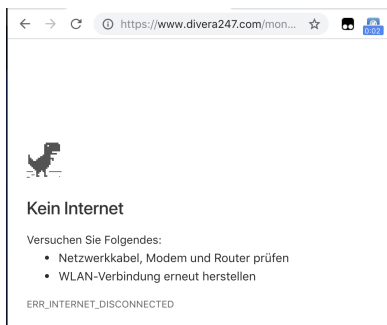 https://www.divera247.com/mon...
0:02
Kein Internet
Versuchen Sie Folgendes:
• Netzwerkkabel, Modem und Router prüfen
• WLAN-Verbindung erneut herstellen
ERR_INTERNET_DISCONNECTED